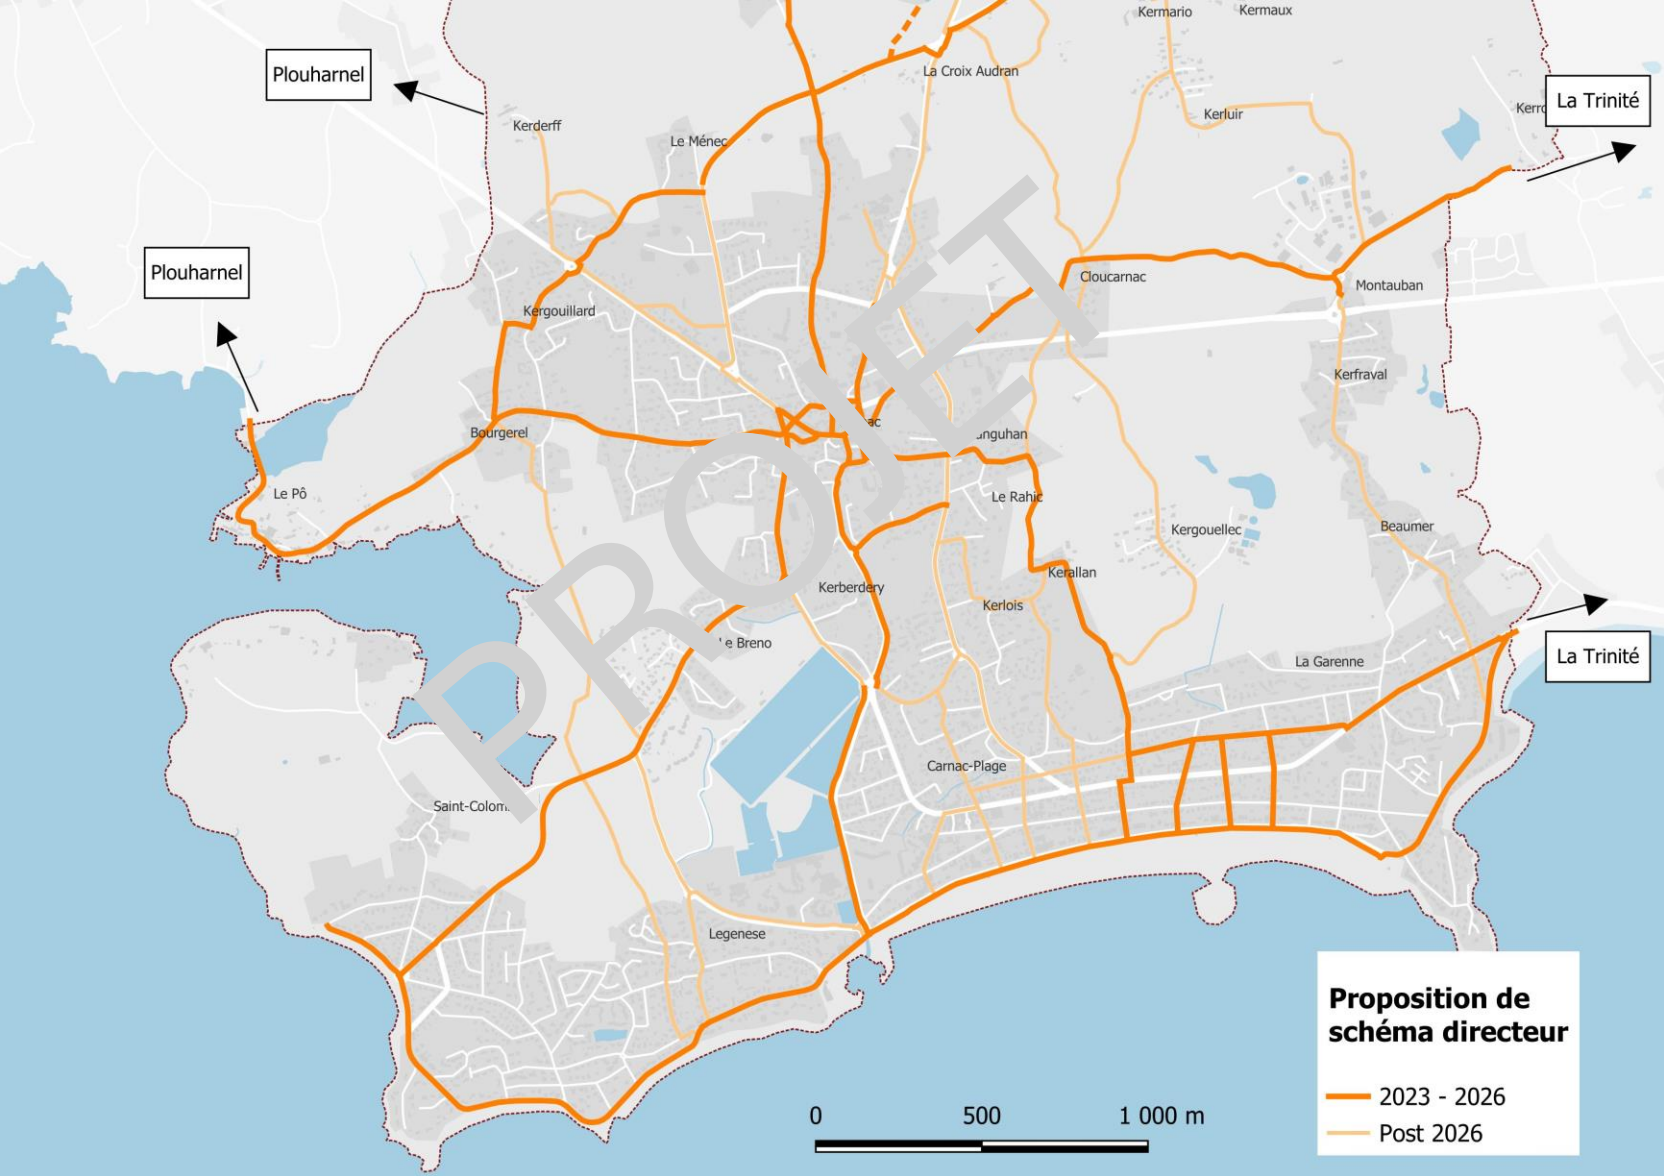 Kermario
Kermaux
Plouharnel
La Croix Audran
La Trinité
Kerluir
Kerderff
Le Ménec
Plouharnel
Cloucarnac
Montauban
Kergouillard
Kerfraval
Bourgerel
Le Pô
Le Rahic
Kergouellec
Beaumer
Kerallan
Kerberdery
Kerlois
Le Breno
La Garenne
La Trinité
Carnac-Plage
Legenese
PROJET
Proposition de
schéma directeur
2023 - 2026
Post 2026
0 500 1 000 m